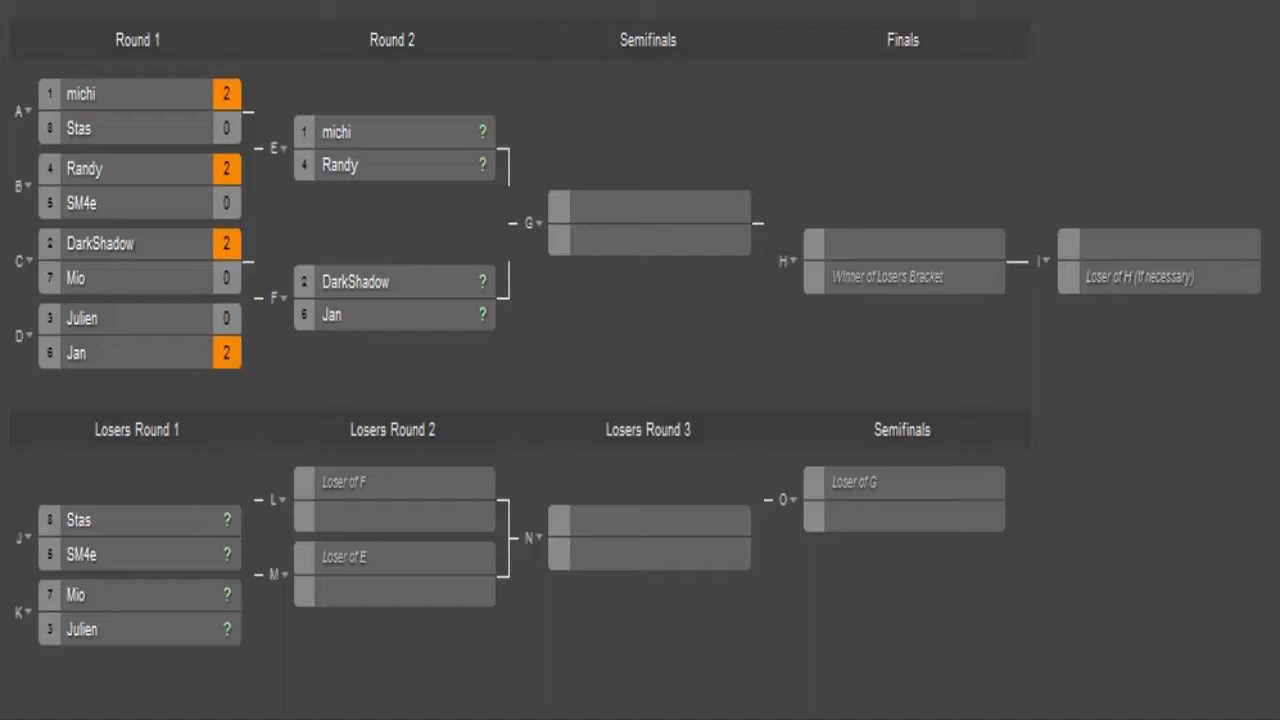 Round 1 Round 2 Semifinals Finals
A
1 michi 2
8 Stas 0
B
4 Randy 2
5 SM4e 0
C
2 DarkShadow 2
7 Mio 0
D
3 Julien 0
6 Jan 2
E
1 michi ?
4 Randy ?
F
2 DarkShadow ?
6 Jan ?
G
H
Winner of Losers Bracket
I
Loser of H (if necessary)
Losers Round 1 Losers Round 2 Losers Round 3 Semifinals
J
8 Stas ?
5 SM4e ?
K
7 Mio ?
3 Julien ?
L
Loser of F
M
Loser of E
N
O
Loser of G